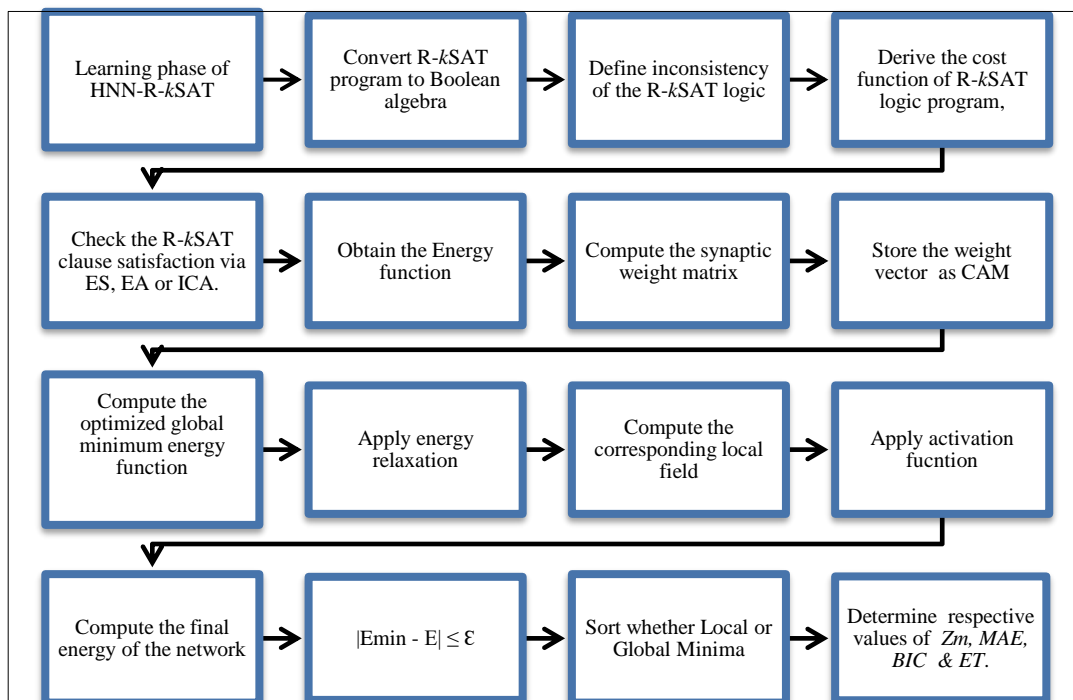 Learning phase of
HNN-R-kSAT
Convert R-kSAT
program to Boolean
algebra
Define inconsistency
of the R-kSAT logic
Derive the cost
function of R-kSAT
logic program,
Check the R-kSAT
clause satisfaction via
ES, EA or ICA.
Obtain the Energy
function
Compute the synaptic
weight matrix
Store the weight
vector as CAM
Compute the
optimized global
minimum energy
function
Apply energy
relaxation
Compute the
corresponding local
field
Apply activation
fucntion
Compute the final
energy of the network
|Emin - E| ≤ Ɛ
Sort whether Local or
Global Minima
Determine respective
values of Zm, MAE,
BIC & ET.